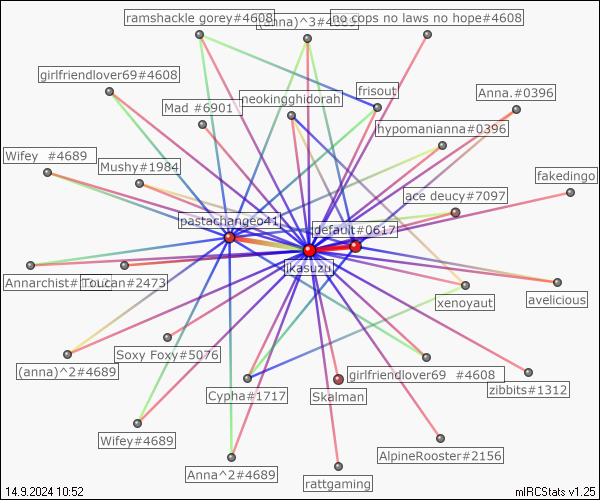 ramshackle gorey#4608
(anna)^3#4689
no cops no laws no hope#4608
girlfriendlover69#4608
frisout
Anna.#0396
neokingghidorah
Mad #6901
hypomanianna#0396
Wifey  #4689
Mushy#1984
fakedingo
ace deucy#7097
pastachangeo41
default#0617
ikasuzu
Toucan#2473
xenoyaut
avelicious
Soxy Foxy#5076
(anna)^2#4689
girlfriendlover69  #4608
zibbits#1312
Cypha#1717
Skalman
Wifey#4689
AlpineRooster#2156
Anna^2#4689
rattgaming
14.9.2024 10:52
mIRCStats v1.25